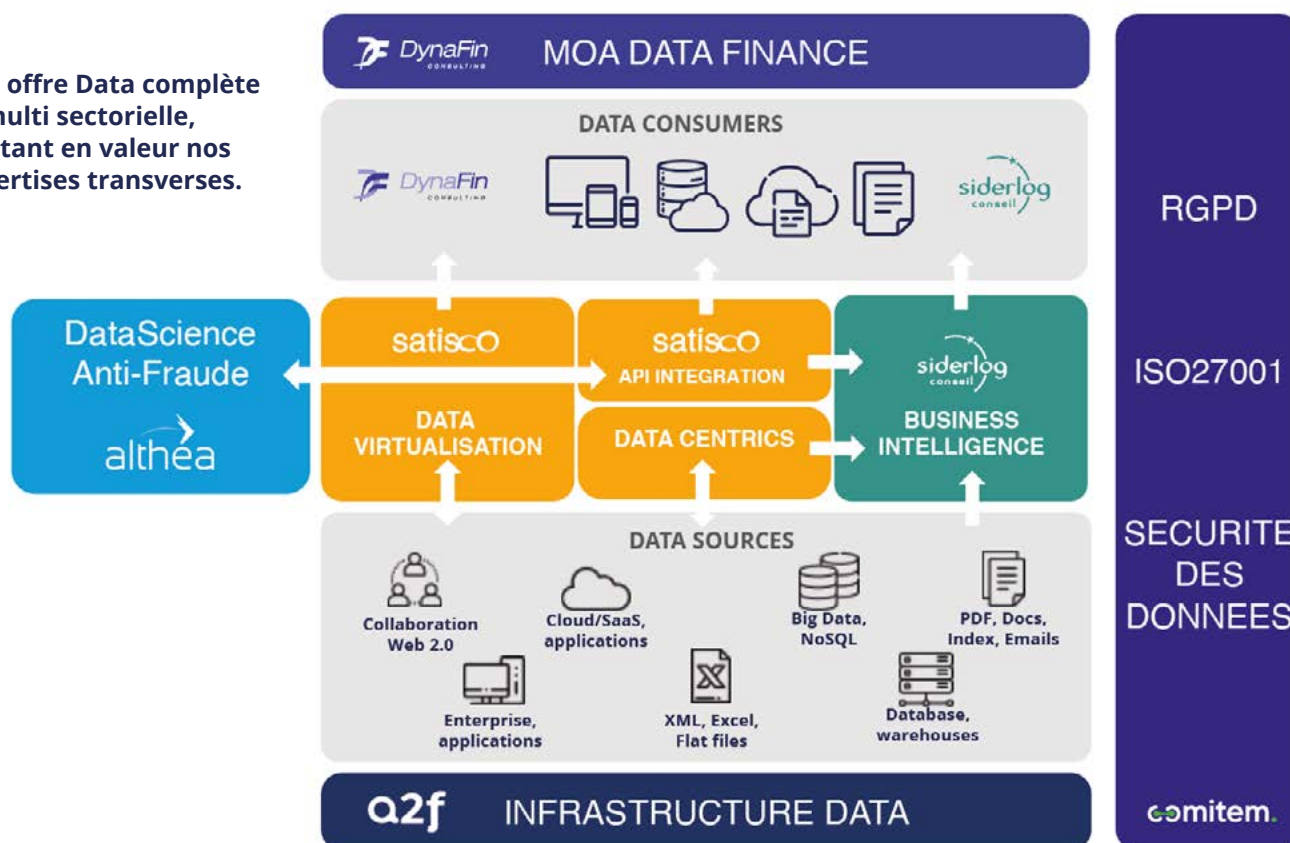 DynaFin
CONSULTING
MOA DATA FINANCE
offre Data complète
multi sectorielle,
tant en valeur nos
ertises transverses.
DATA CONSUMERS
DynaFin
CONSULTING
siderlog
conseil
RGPD
DataScience
Anti-Fraude
althéa
satisco
DATA
VIRTUALISATION
satisco
API INTEGRATION
DATA CENTRICS
siderlog
conseil
BUSINESS
INTELLIGENCE
ISO27001
DATA SOURCES
Collaboration
Web 2.0
Cloud/SaaS,
applications
Big Data,
NoSQL
PDF, Docs,
Index, Emails
Enterprise,
applications
XML, Excel,
Flat files
Database,
warehouses
SECURITE
DES
DONNEES
a2f
INFRASTRUCTURE DATA
comitem.